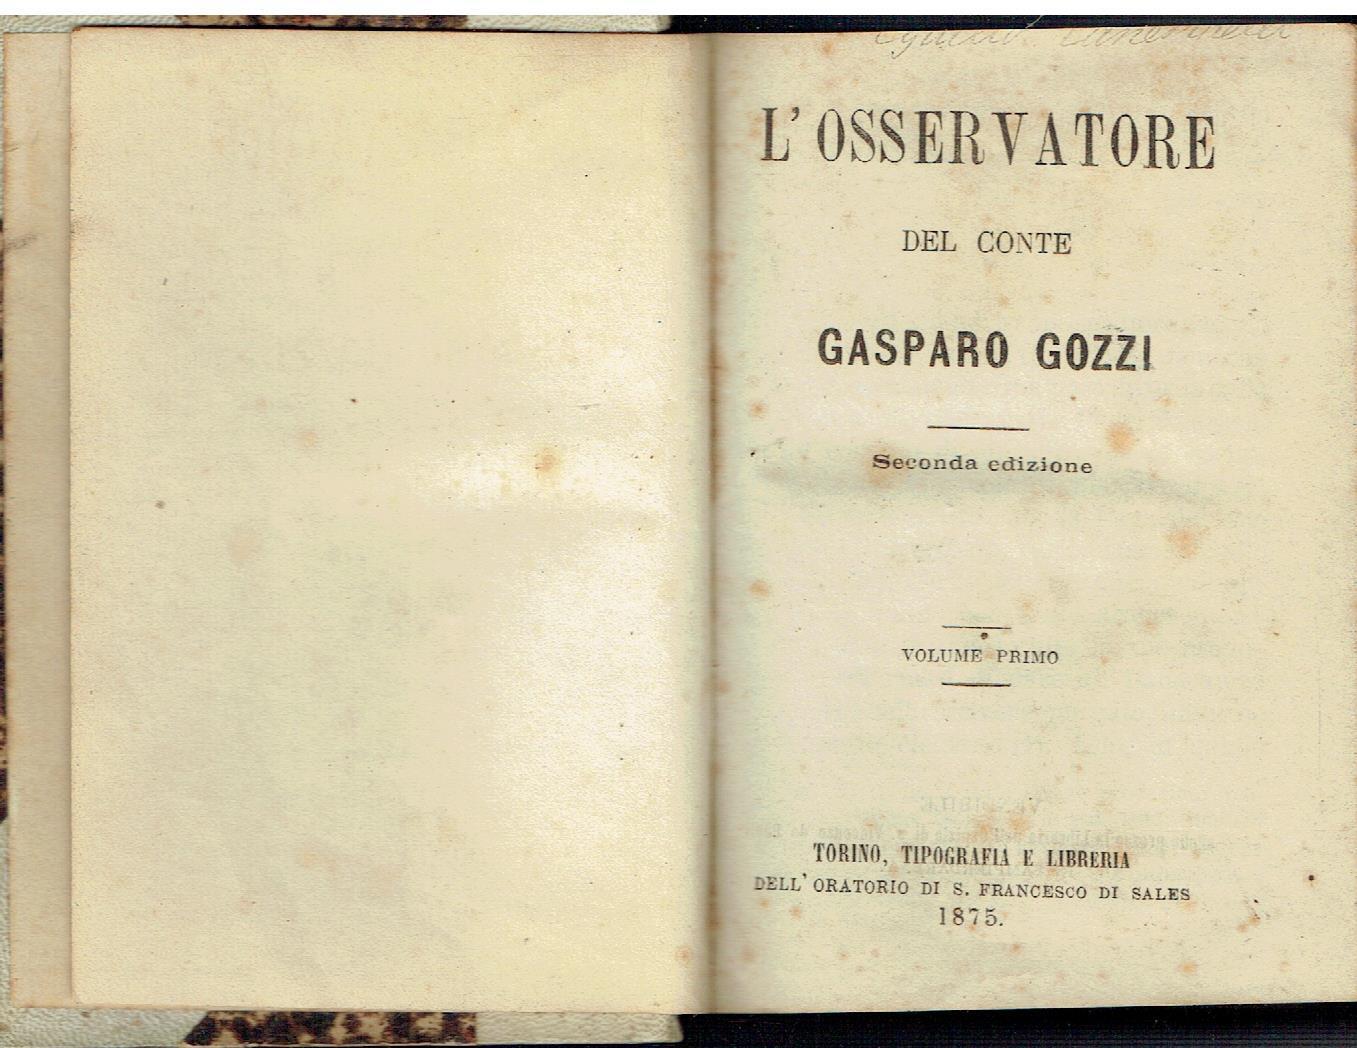 L'OSSERVATORE
DEL CONTE
GASPARO GOZZI
Seconda edizione
VOLUME PRIMO
TORINO, TIPOGRAFIA E LIBRERIA
DELL'ORATORIO DI S. FRANCESCO DI SALES
1875.